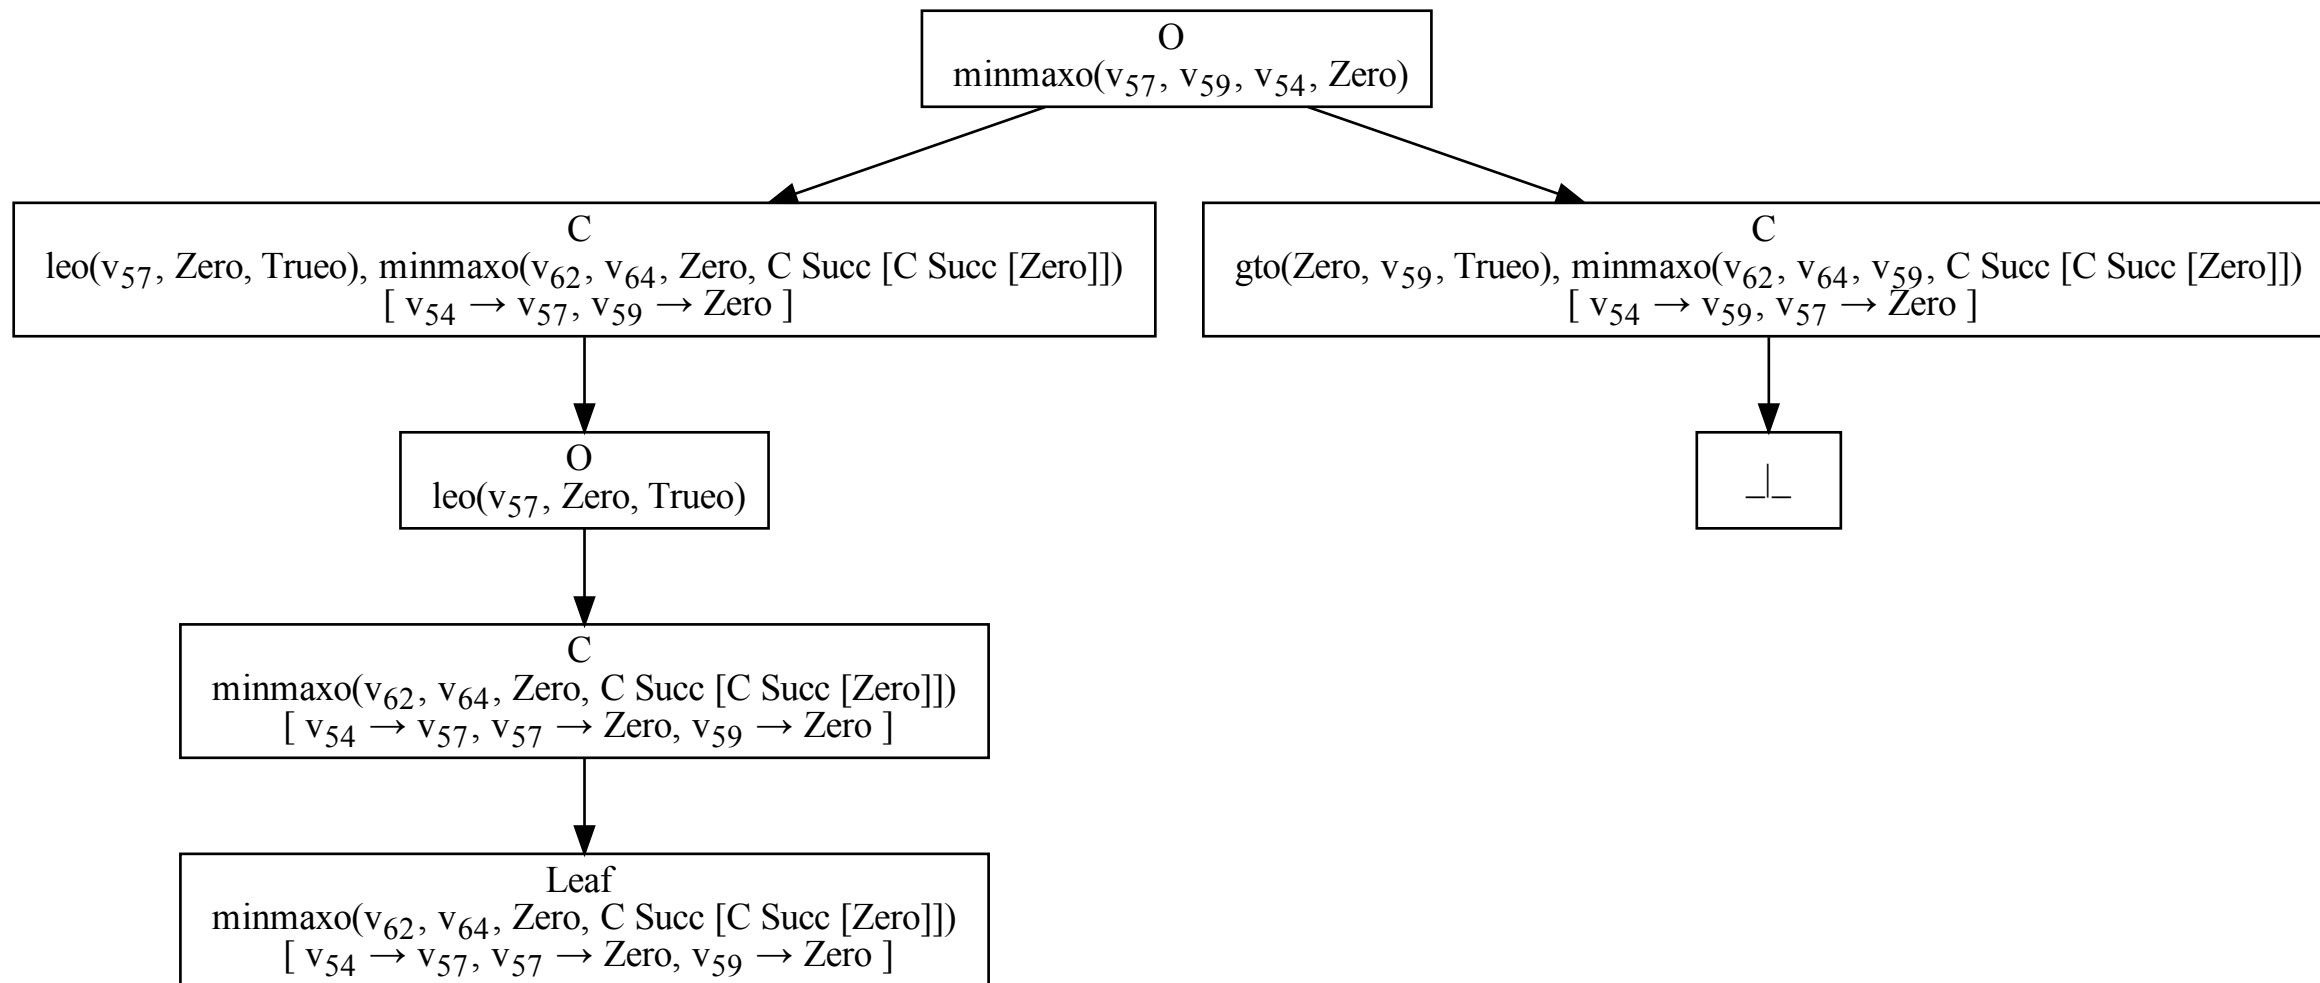 O
minmaxo(v57, v59, v54, Zero)
C
leo(v57, Zero, Trueo), minmaxo(v62, v64, Zero, C Succ [C Succ [Zero]])
[ v54 → v57, v59 → Zero ]
C
gto(Zero, v59, Trueo), minmaxo(v62, v64, v59, C Succ [C Succ [Zero]])
[ v54 → v59, v57 → Zero ]
O
leo(v57, Zero, Trueo)
_|_
C
minmaxo(v62, v64, Zero, C Succ [C Succ [Zero]])
[ v54 → v57, v57 → Zero, v59 → Zero ]
Leaf
minmaxo(v62, v64, Zero, C Succ [C Succ [Zero]])
[ v54 → v57, v57 → Zero, v59 → Zero ]